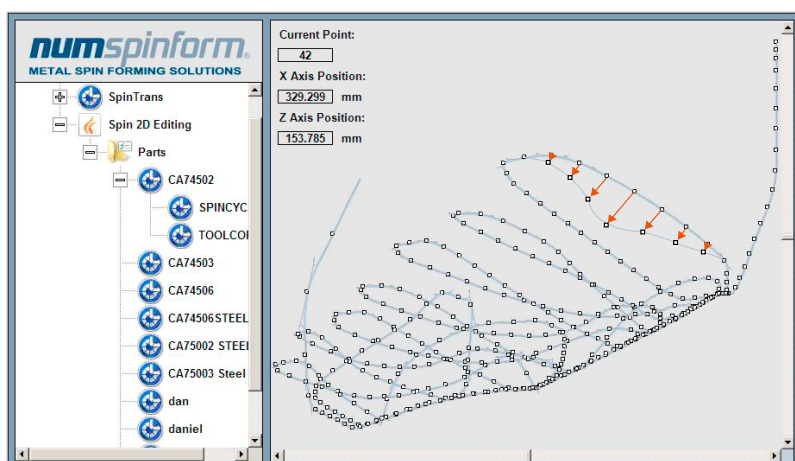 numspinform®
METAL SPIN FORMING SOLUTIONS
SpinTrans
Spin 2D Editing
Parts
CA74502
SPINCYC
TOOLCO
CA74503
CA74506
CA74506STEEL
CA75002 STEEL
CA75003 Steel
dan
daniel
Current Point:
42
X Axis Position:
329.299 mm
Z Axis Position:
153.785 mm